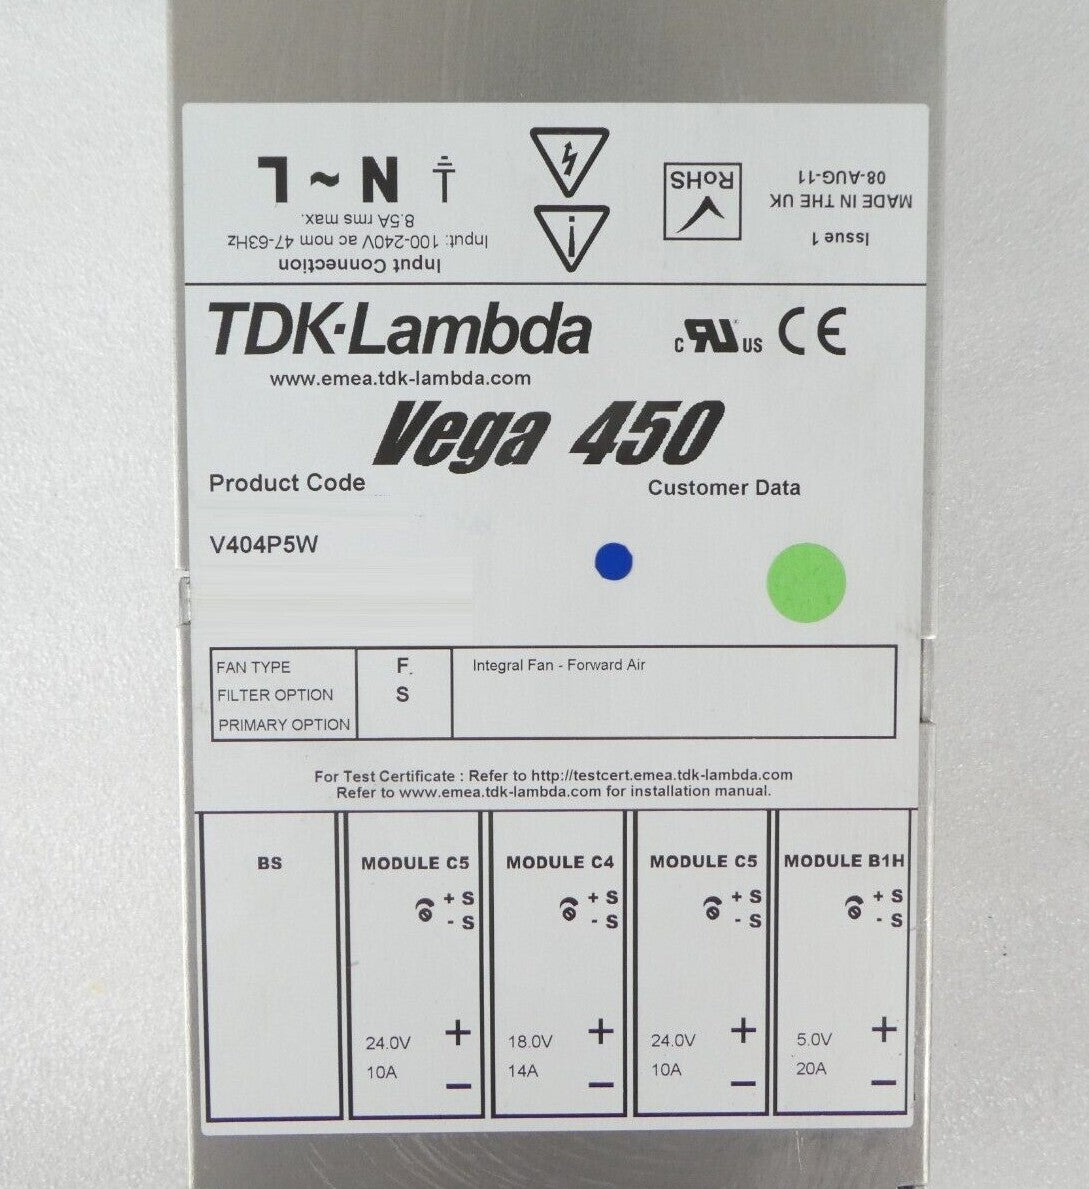 Input Connection
Input: 100-240V ac nom 47-63Hz
8.5A rms max.
L ~ N
RoHS
Issue 1
MADE IN THE UK
08-AUG-11
TDK·Lambda
c RU US CE
www.emea.tdk-lambda.com
Vega 450
Product Code
Customer Data
V404P5W
FAN TYPE F. Integral Fan - Forward Air
FILTER OPTION S
PRIMARY OPTION
For Test Certificate : Refer to http://testcert.emea.tdk-lambda.com
Refer to www.emea.tdk-lambda.com for installation manual.
BS
MODULE C5
+ S
- S
+
24.0V
10A
-
MODULE C4
+ S
- S
+
18.0V
14A
-
MODULE C5
+ S
- S
+
24.0V
10A
-
MODULE B1H
+ S
- S
+
5.0V
20A
-